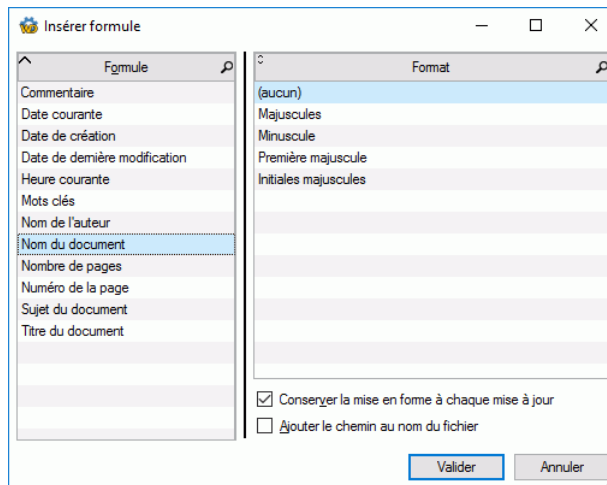 Insérer formule
Formule
Commentaire
Date courante
Date de création
Date de dernière modification
Heure courante
Mots clés
Nom de l'auteur
Nom du document
Nombre de pages
Numéro de la page
Sujet du document
Titre du document
Format
(aucun)
Majuscules
Minuscule
Première majuscule
Initiales majuscules
Conserver la mise en forme à chaque mise à jour
Ajouter le chemin au nom du fichier
Valider
Annuler